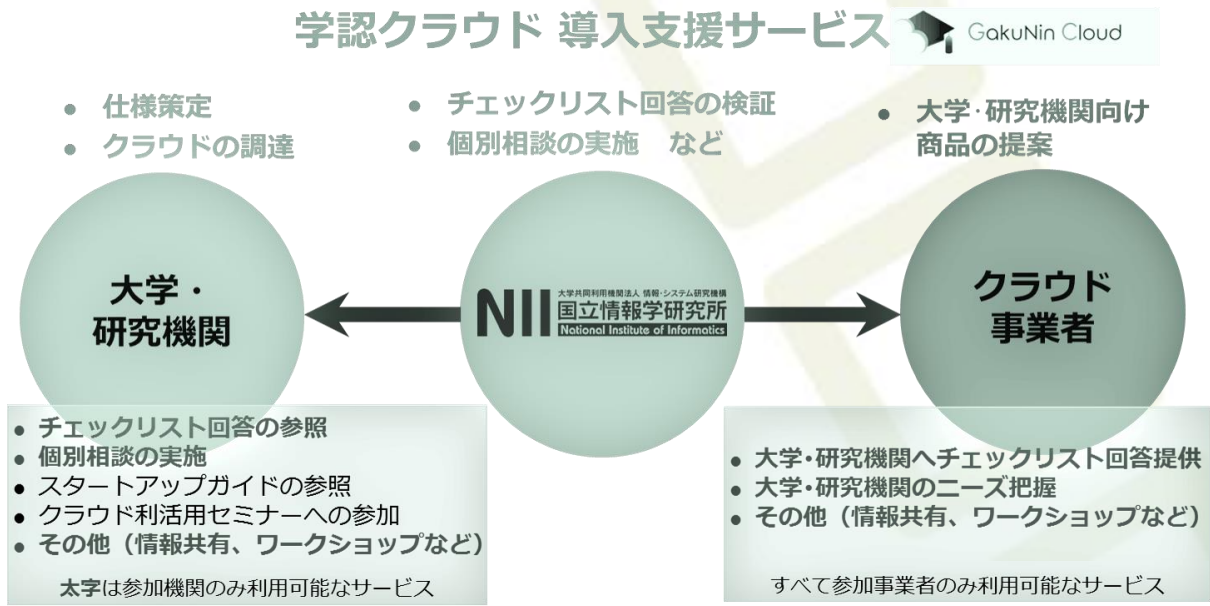 学認クラウド 導入支援サービス
GakuNin Cloud
● 仕様策定
● クラウドの調達
● チェックリスト回答の検証
● 個別相談の実施　など
● 大学･研究機関向け
商品の提案
大学・
研究機関
NII
大学共同利用機関法人 情報・システム研究機構
国立情報学研究所
National Institute of Informatics
クラウド
事業者
● チェックリスト回答の参照
● 個別相談の実施
● スタートアップガイドの参照
● クラウド利活用セミナーへの参加
● その他（情報共有、ワークショップなど）
太字は参加機関のみ利用可能なサービス
● 大学･研究機関へチェックリスト回答提供
● 大学･研究機関のニーズ把握
● その他（情報共有、ワークショップなど）
すべて参加事業者のみ利用可能なサービス